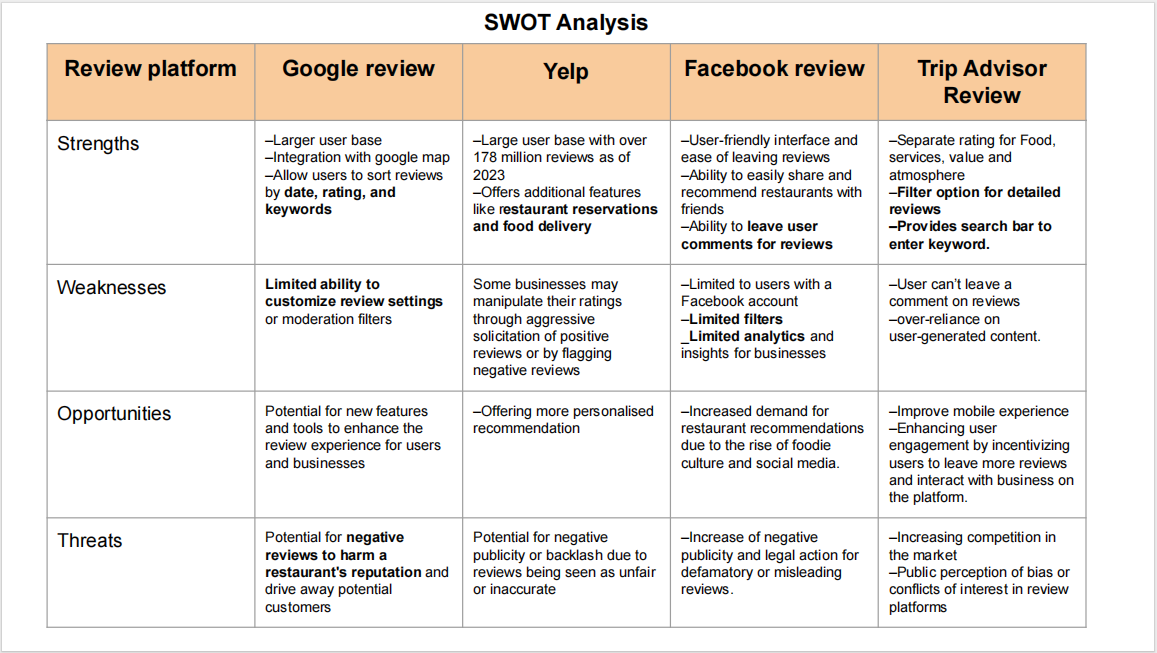 SWOT Analysis
Review platform
Google review
Yelp
Facebook review
Trip Advisor
Review
Strengths
–Larger user base
–Integration with google map
–Allow users to sort reviews
by date, rating, and
keywords
–Large user base with over
178 million reviews as of
2023
–Offers additional features
like restaurant reservations
and food delivery
–User-friendly interface and
ease of leaving reviews
–Ability to easily share and
recommend restaurants with
friends
–Ability to leave user
comments for reviews
–Separate rating for Food,
services, value and
atmosphere
–Filter option for detailed
reviews
–Provides search bar to
enter keyword.
Weaknesses
Limited ability to
customize review settings
or moderation filters
Some businesses may
manipulate their ratings
through aggressive
solicitation of positive
reviews or by flagging
negative reviews
–Limited to users with a
Facebook account
–Limited filters
_Limited analytics and
insights for businesses
–User can't leave a
comment on reviews
–over-reliance on
user-generated content.
Opportunities
Potential for new features
and tools to enhance the
review experience for users
and businesses
–Offering more personalised
recommendation
–Increased demand for
restaurant recommendations
due to the rise of foodie
culture and social media.
–Improve mobile experience
–Enhancing user
engagement by incentivizing
users to leave more reviews
and interact with business on
the platform.
Threats
Potential for negative
reviews to harm a
restaurant's reputation and
drive away potential
customers
Potential for negative
publicity or backlash due to
reviews being seen as unfair
or inaccurate
–Increase of negative
publicity and legal action for
defamatory or misleading
reviews.
–Increasing competition in
the market
–Public perception of bias or
conflicts of interest in review
platforms